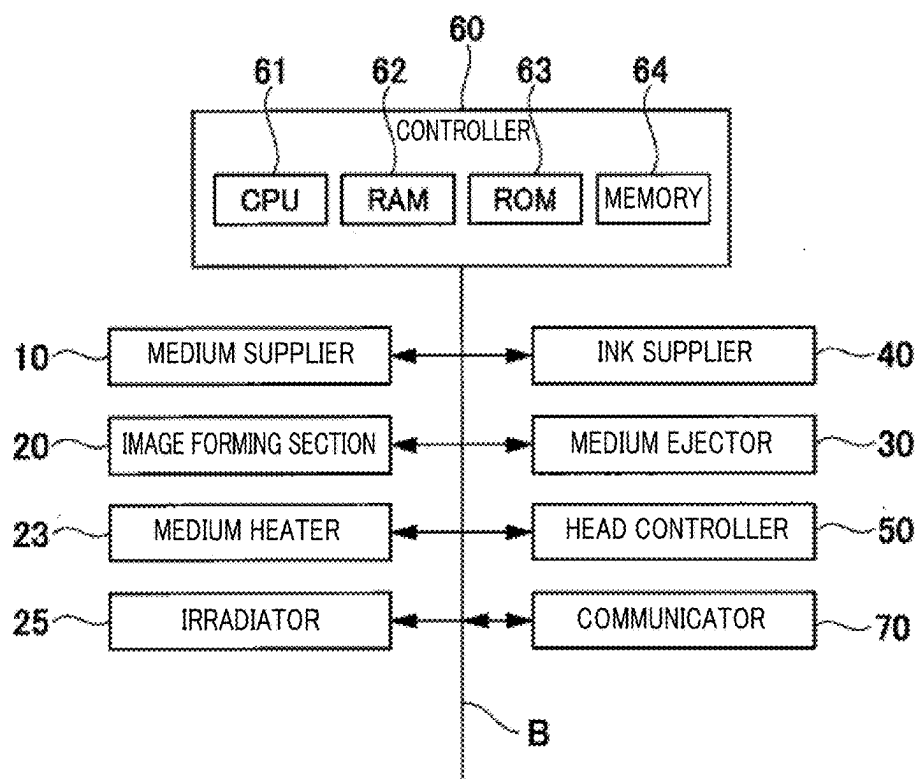 60
61 62 63 64
CONTROLLER
CPU RAM ROM MEMORY
10 MEDIUM SUPPLIER INK SUPPLIER 40
20 IMAGE FORMING SECTION MEDIUM EJECTOR 30
23 MEDIUM HEATER HEAD CONTROLLER 50
25 IRRADIATOR COMMUNICATOR 70
B